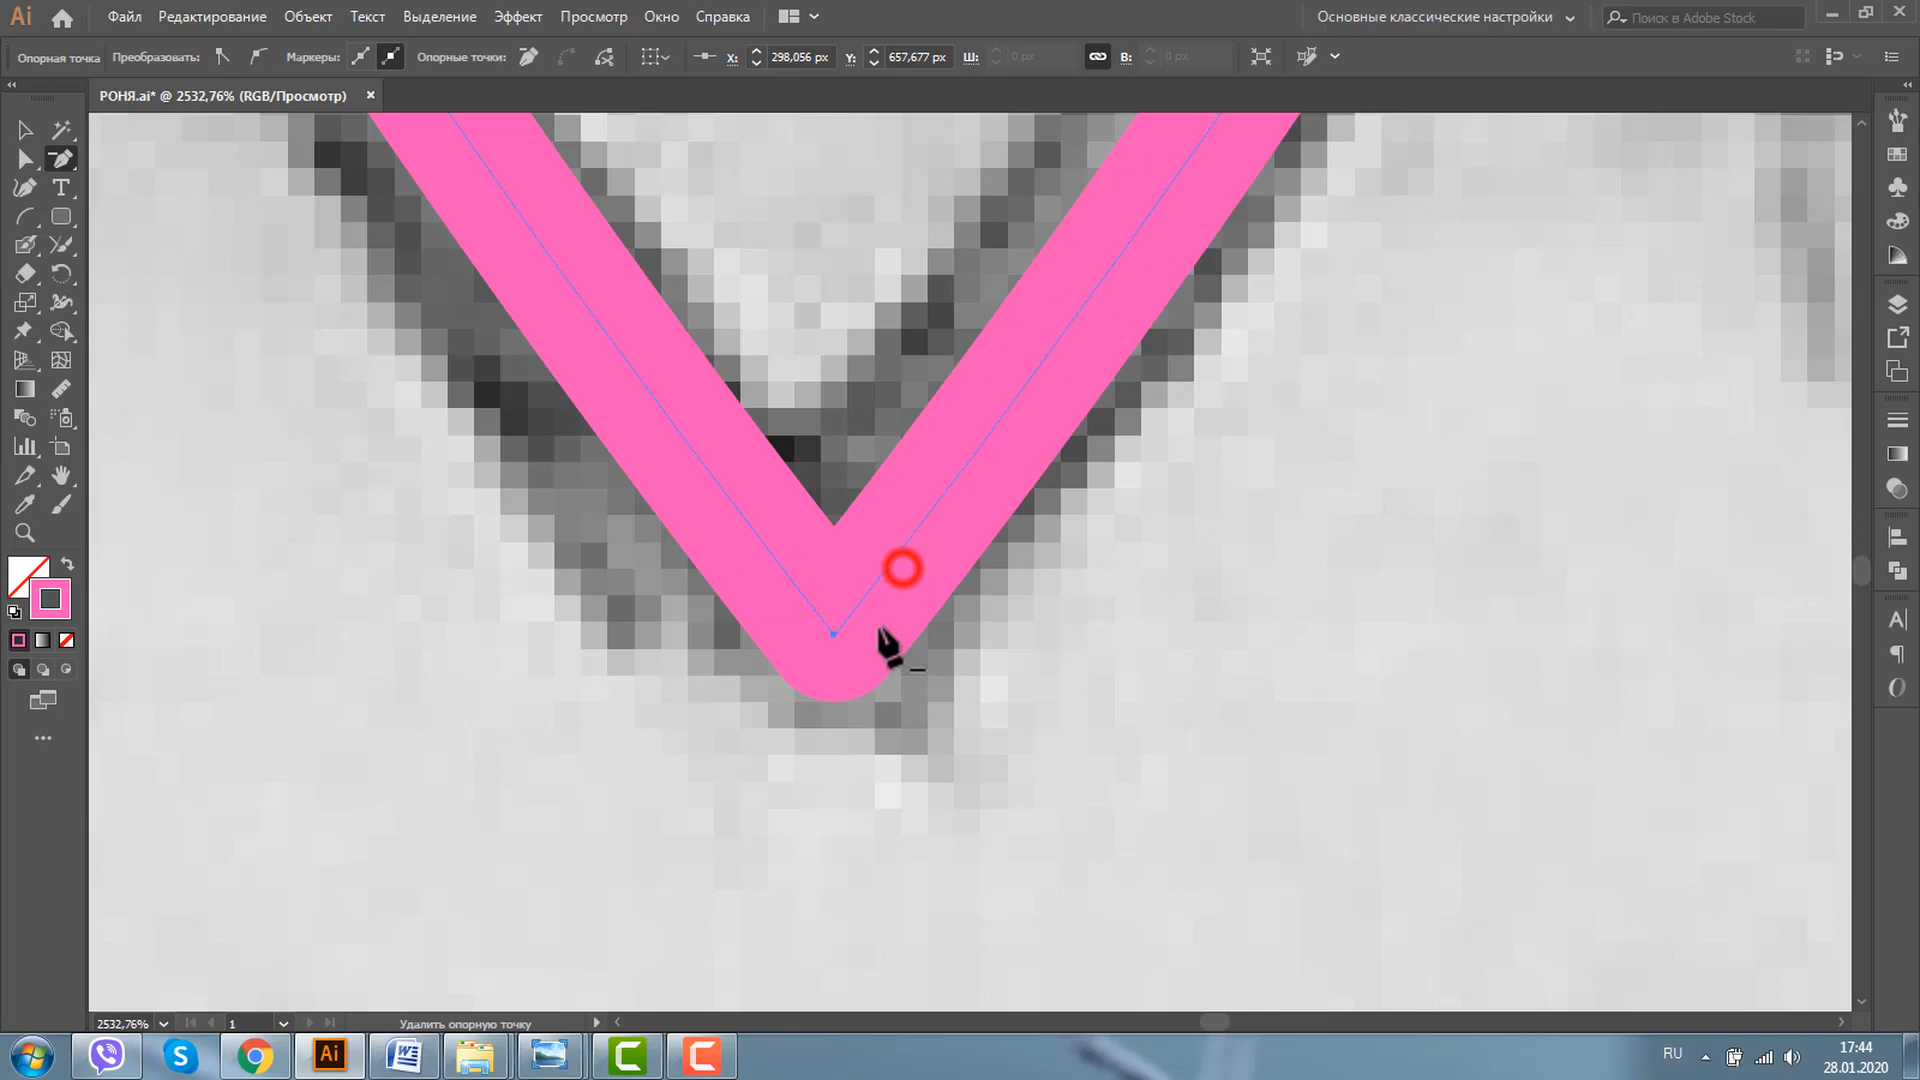 Ai Файл Редактирование Объект Текст Выделение Эффект Просмотр Окно Справка Основные классические настройки Поиск в Adobe Stock
Опорная точка Преобразовать: Маркеры: Опорные точки: X: 298,056 px Y: 657,677 px Ш: 0 px В: 0 px
РОНЯ.ai* @ 2532,76% (RGB/Просмотр)
2532,76% 1 Удалить опорную точку
Ai RU 17:44
28.01.2020